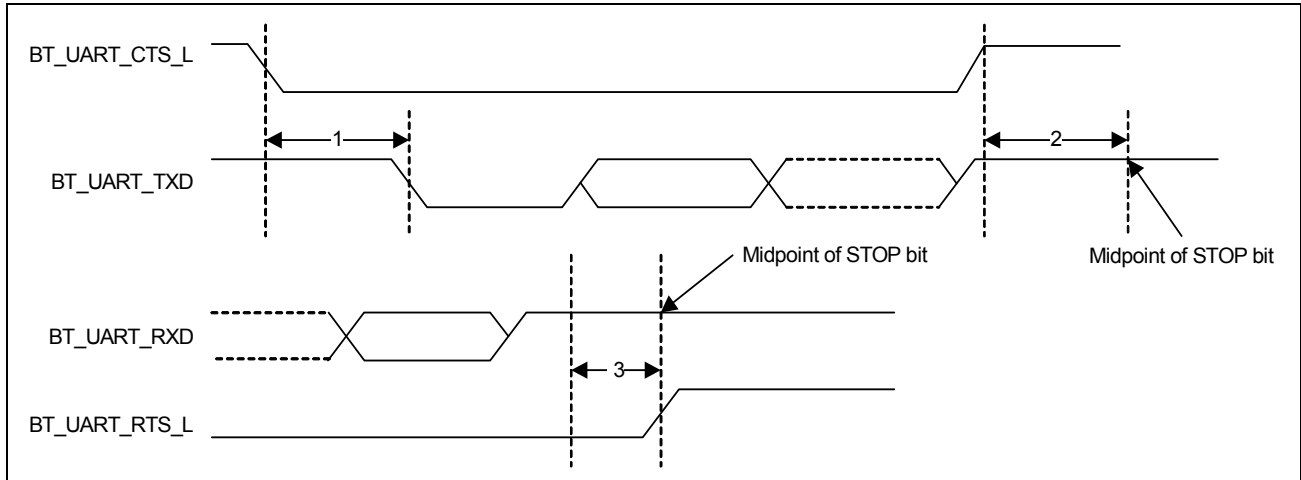 BT_UART_CTS_L
1
2
BT_UART_TXD
Midpoint of STOP bit
Midpoint of STOP bit
BT_UART_RXD
3
BT_UART_RTS_L